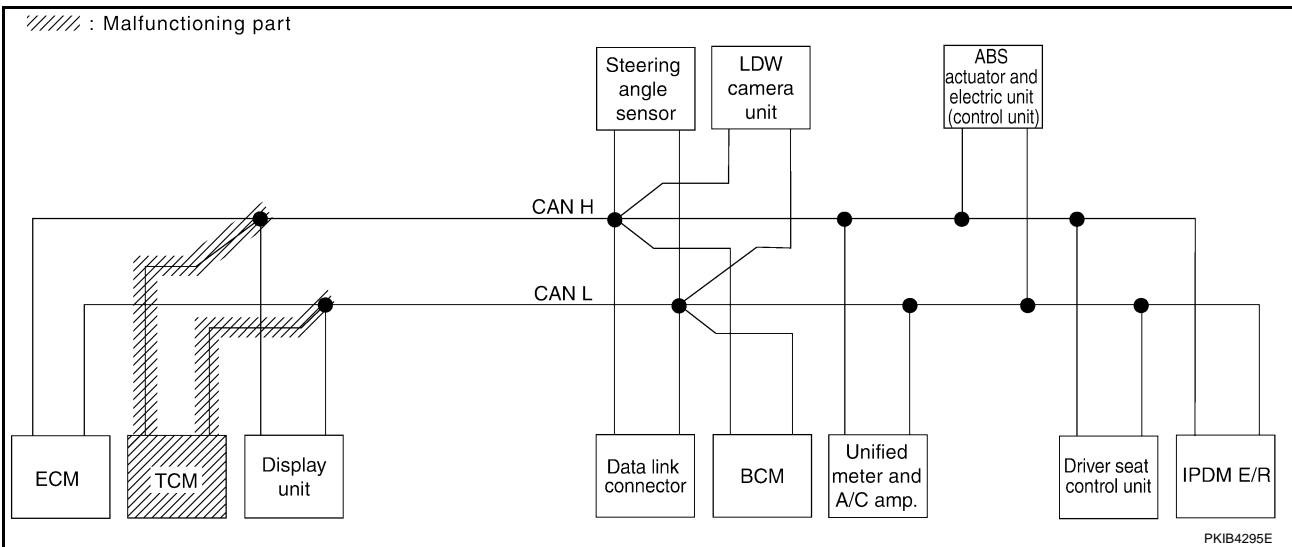 : Malfunctioning part
Steering
angle
sensor
LDW
camera
unit
ABS
actuator and
electric unit
(control unit)
CAN H
CAN L
ECM
TCM
Display
unit
Data link
connector
BCM
Unified
meter and
A/C amp.
Driver seat
control unit
IPDM E/R
PKIB4295E